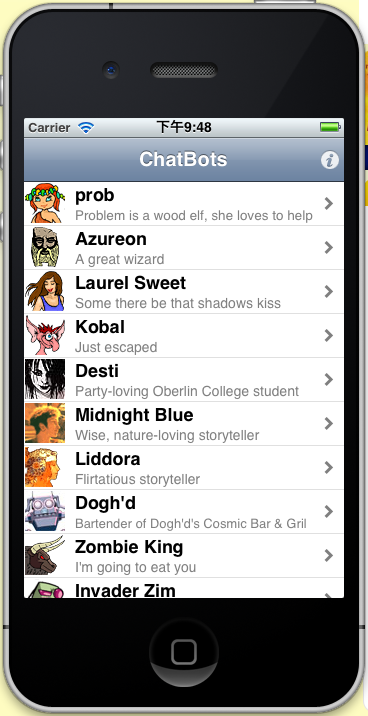 Carrier 下午9:48
ChatBots
prob
Problem is a wood elf, she loves to help
Azureon
A great wizard
Laurel Sweet
Some there be that shadows kiss
Kobal
Just escaped
Desti
Party-loving Oberlin College student
Midnight Blue
Wise, nature-loving storyteller
Liddora
Flirtatious storyteller
Dogh'd
Bartender of Dogh'd's Cosmic Bar & Gril
Zombie King
I'm going to eat you
Invader Zim